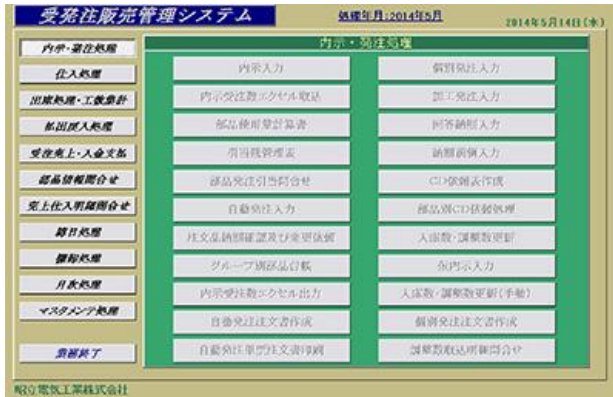 受発注販売管理システム
処理年月:2014年5月
2014年5月14日(水)
内示・発注処理
仕入処理
出庫処理・工数集計
払出戻入処理
受注売上・入金支払
部品情報問合せ
売上仕入明細問合せ
締日処理
棚卸処理
月次処理
マスタメンテ処理
業務終了
内示・発注処理
内示入力
個別発注入力
内示受注数エクセル取込
加工発注入力
部品使用量計算書
回答納期入力
引当残管理表
納期前倒入力
部品発注引当問合せ
CD依頼表作成
自動発注入力
部品別CD依頼処理
注文品納期確認及び変更依頼
入庫数・調整数更新
グループ別部品台帳
仮内示入力
内示受注数エクセル出力
入庫数・調整数更新(手動)
自動発注注文書作成
個別発注注文書作成
自動発注単票注文書印刷
調整数取込明細問合せ
昭立電気工業株式会社